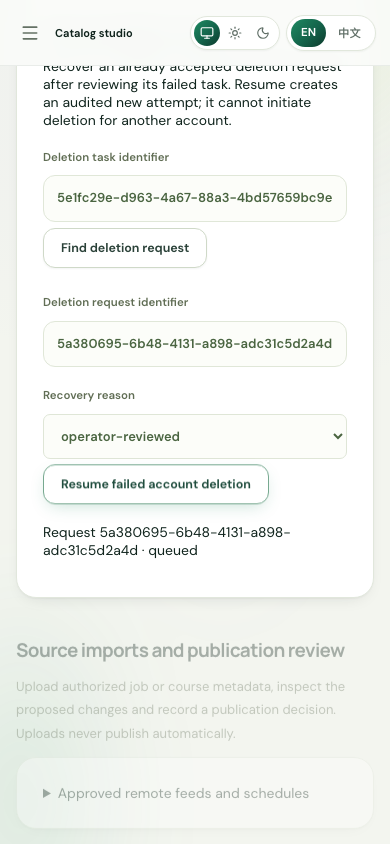 Catalog studio
EN
中文
Recover an already accepted deletion request
after reviewing its failed task. Resume creates
an audited new attempt; it cannot initiate
deletion for another account.
Deletion task identifier
5e1fc29e-d963-4a67-88a3-4bd57659bc9e
Find deletion request
Deletion request identifier
5a380695-6b48-4131-a898-adc31c5d2a4d
Recovery reason
operator-reviewed
Resume failed account deletion
Request 5a380695-6b48-4131-a898-
adc31c5d2a4d · queued
Source imports and publication review
Upload authorized job or course metadata, inspect the
proposed changes and record a publication decision.
Uploads never publish automatically.
Approved remote feeds and schedules